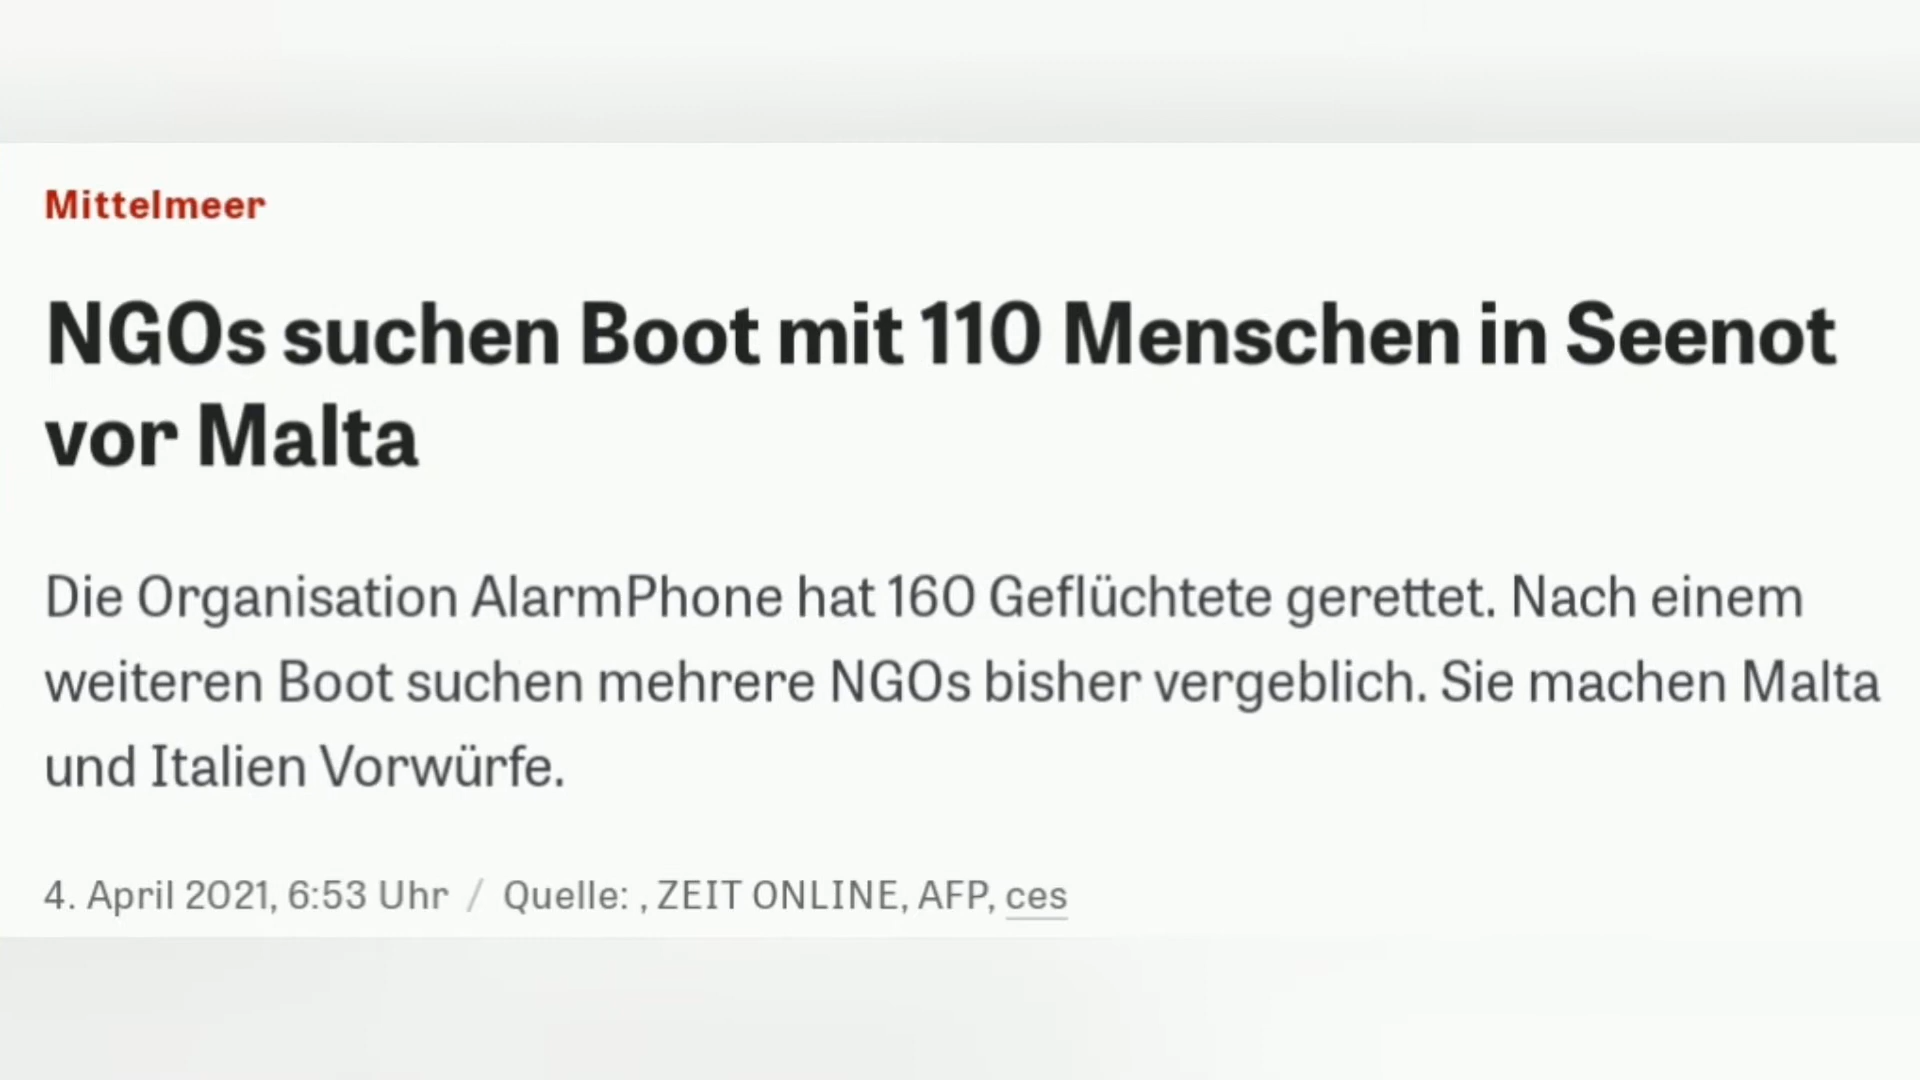 Mittelmeer
NGOs suchen Boot mit 110 Menschen in Seenot
vor Malta
Die Organisation AlarmPhone hat 160 Geflüchtete gerettet. Nach einem
weiteren Boot suchen mehrere NGOs bisher vergeblich. Sie machen Malta
und Italien Vorwürfe.
4. April 2021, 6:53 Uhr / Quelle: , ZEIT ONLINE, AFP, ces